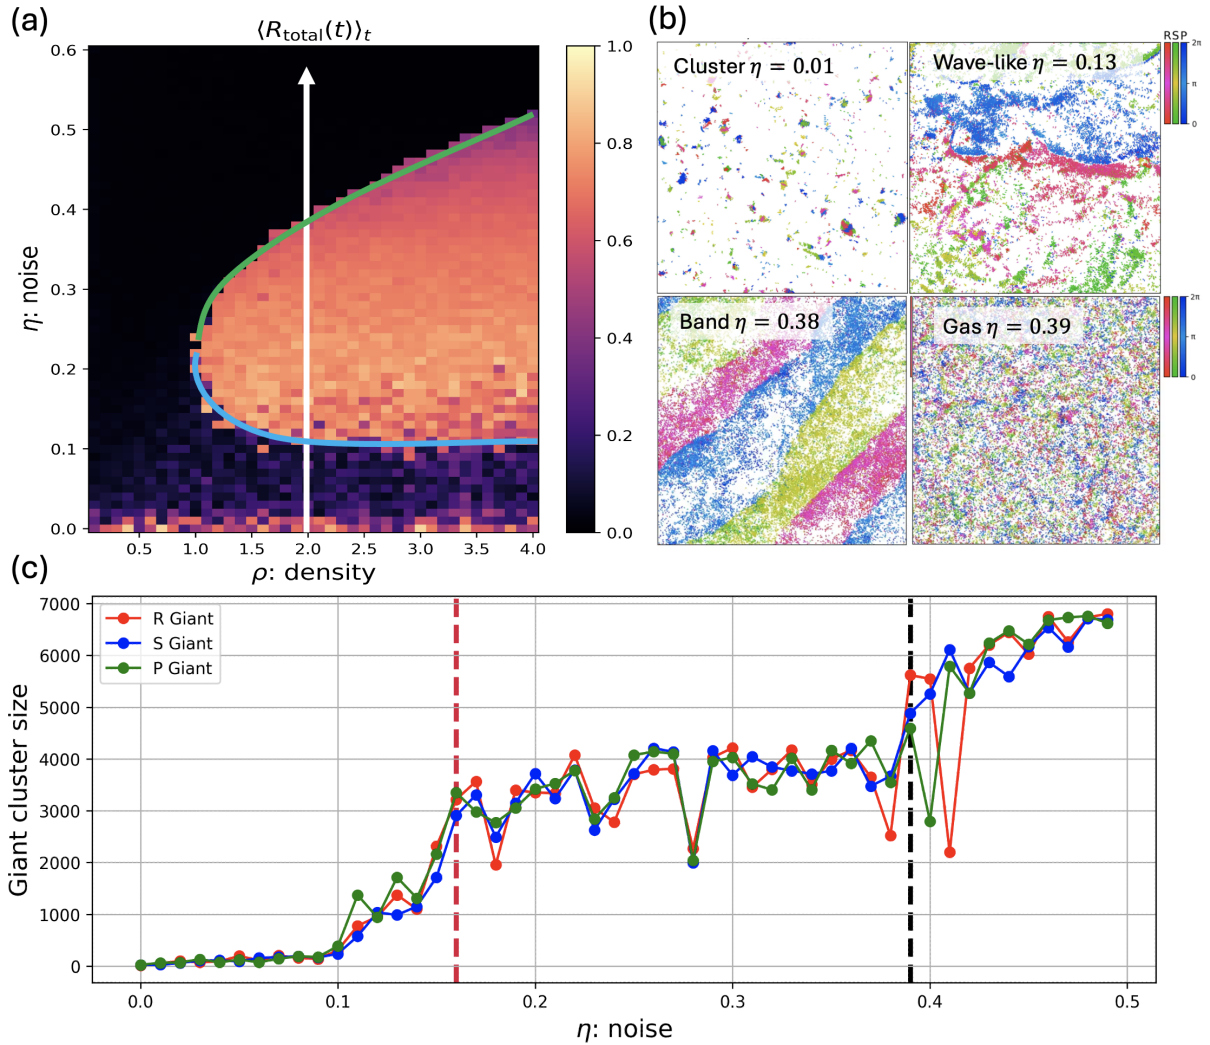 (a)
⟨R_total(t)⟩_t
0.6
0.5
0.4
0.3
0.2
0.1
0.0
η: noise
0.5 1.0 1.5 2.0 2.5 3.0 3.5 4.0
ρ: density
1.0
0.8
0.6
0.4
0.2
0.0
(b)
Cluster η = 0.01
Wave-like η = 0.13
R S P
2π
π
0
Band η = 0.38
Gas η = 0.39
2π
π
0
(c)
R Giant
S Giant
P Giant
7000
6000
5000
4000
3000
2000
1000
0
Giant cluster size
0.0 0.1 0.2 0.3 0.4 0.5
η: noise